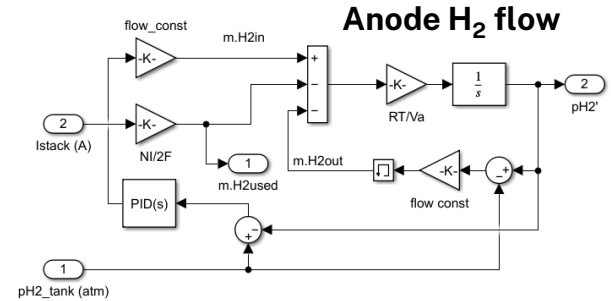 Anode H₂ flow
flow_const
m.H2in
-K-
+
-
-
-K-
RT/Va
1
s
2
pH2'
2
Istack (A)
-K-
NI/2F
1
m.H2used
m.H2out
-K-
flow const
-
+
PID(s)
-
+
1
pH2_tank (atm)